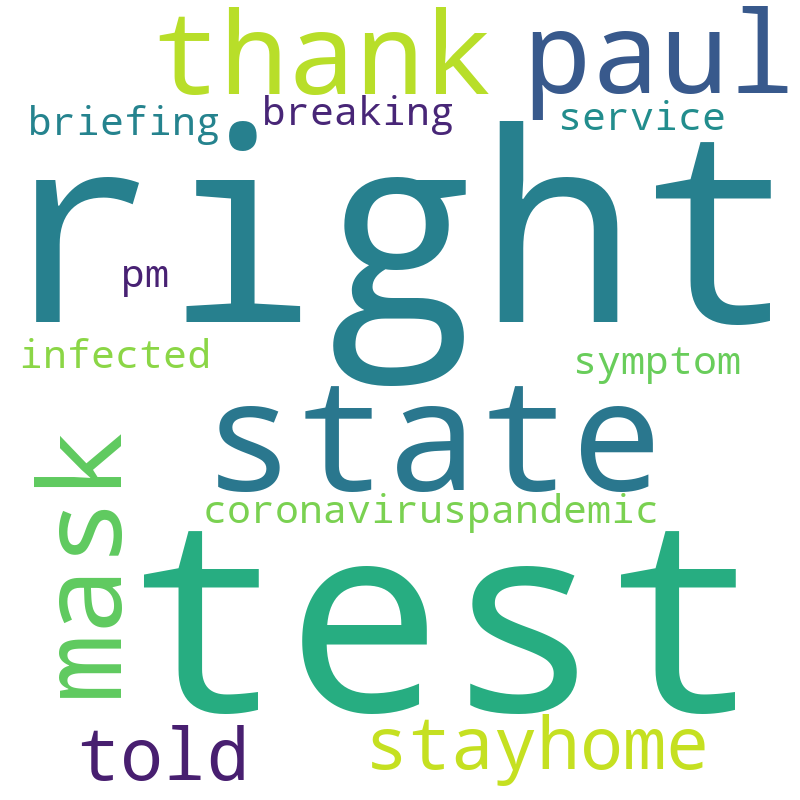 thank paul
briefing breaking service
right
pm
infected symptom
state
mask
coronaviruspandemic
test
told stayhome